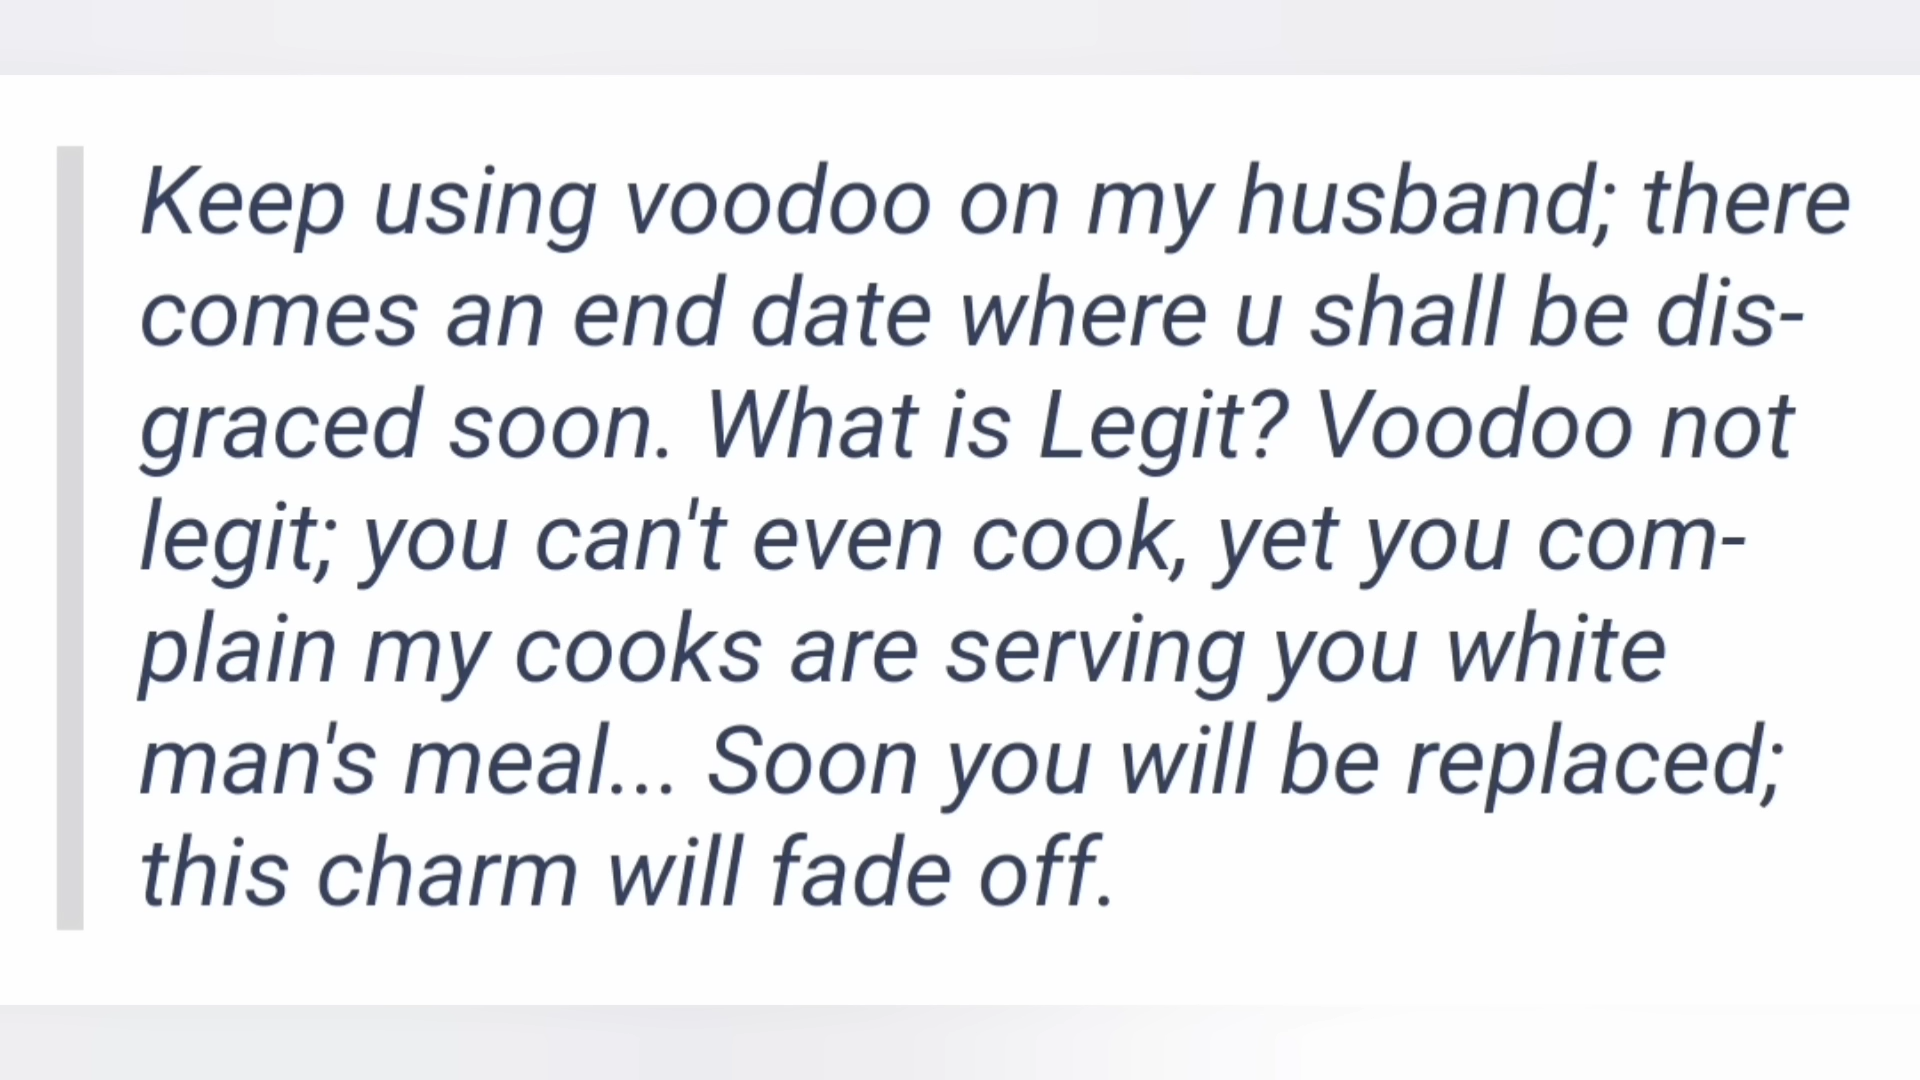 Keep using voodoo on my husband; there
comes an end date where u shall be dis-
graced soon. What is Legit? Voodoo not
legit; you can't even cook, yet you com-
plain my cooks are serving you white
man's meal... Soon you will be replaced;
this charm will fade off.